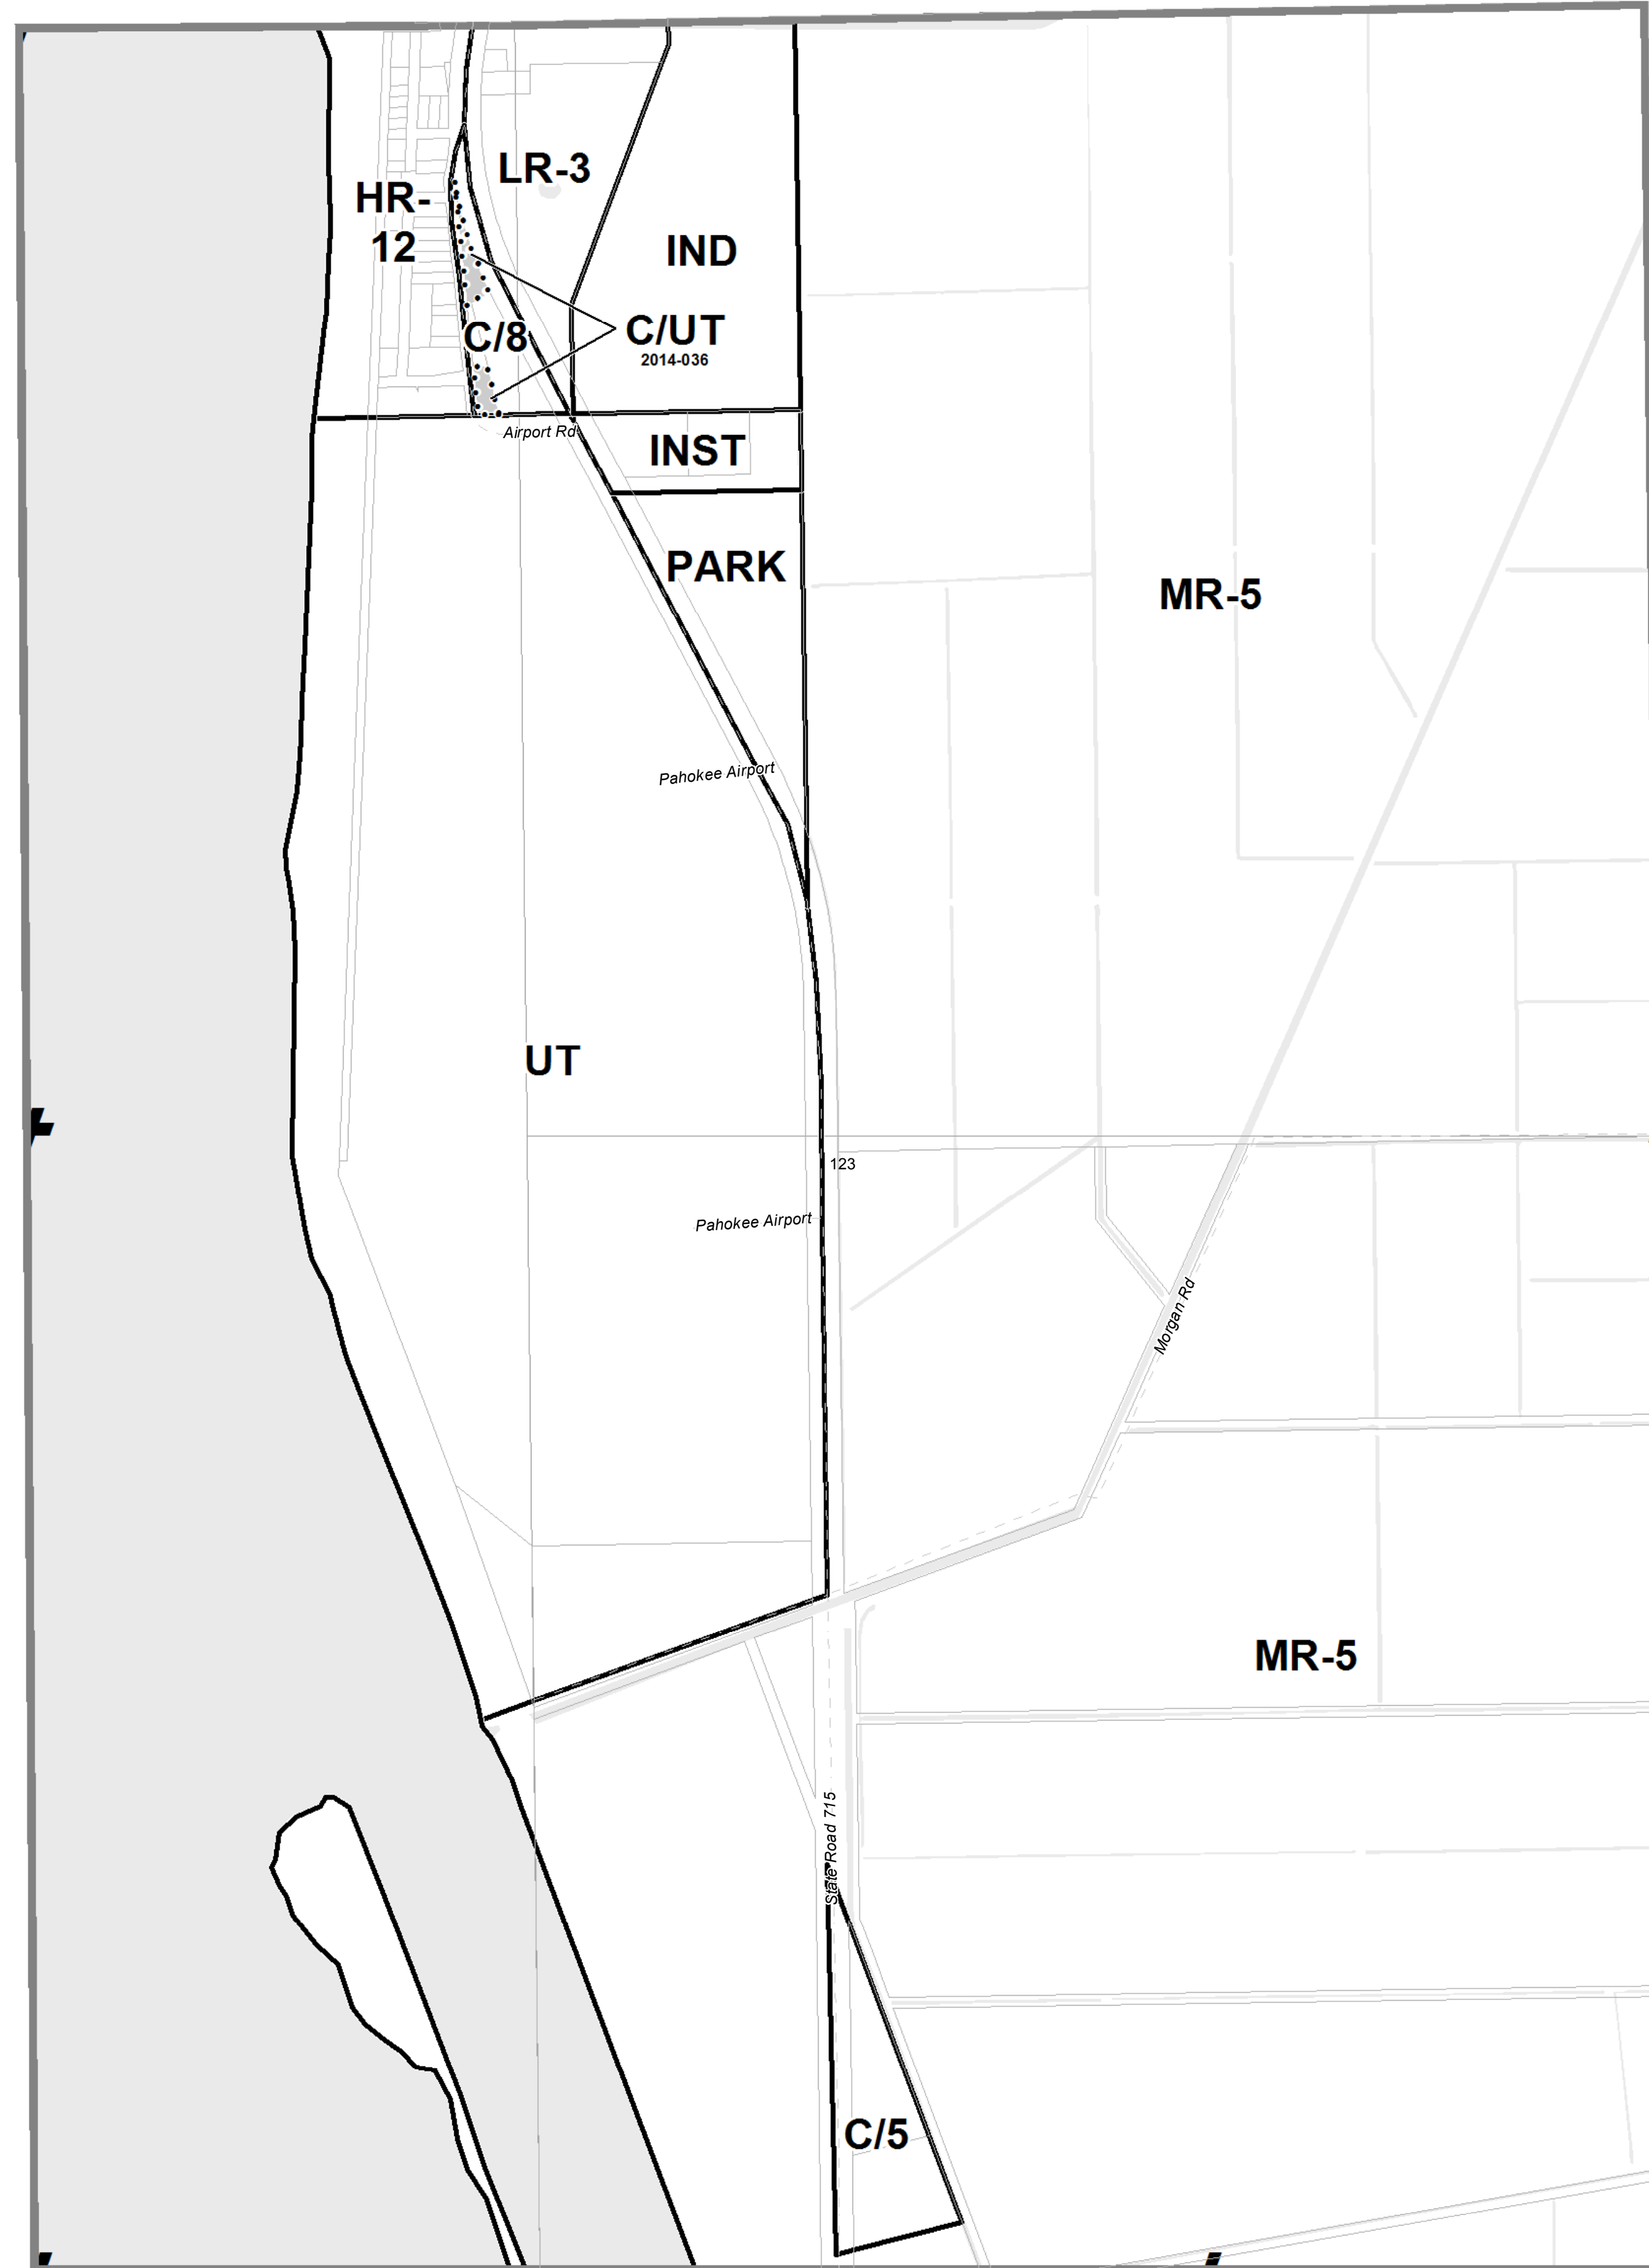 LR-3
HR-
12
IND
C/8
C/UT
2014-036
Airport Rd
INST
PARK
MR-5
Pahokee Airport
UT
123
Pahokee Airport
Morgan Rd
MR-5
State Road 715
C/5